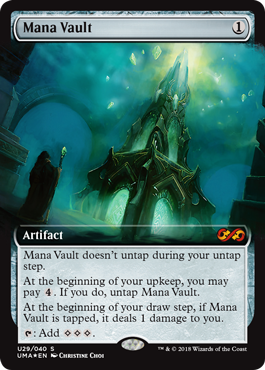 Mana Vault 1
Artifact
Mana Vault doesn't untap during your untap
step.
At the beginning of your upkeep, you may
pay 4. If you do, untap Mana Vault.
At the beginning of your draw step, if Mana
Vault is tapped, it deals 1 damage to you.
: Add .
U29/040 S
UMA★EN Christine Choi
™ & © 2018 Wizards of the Coast